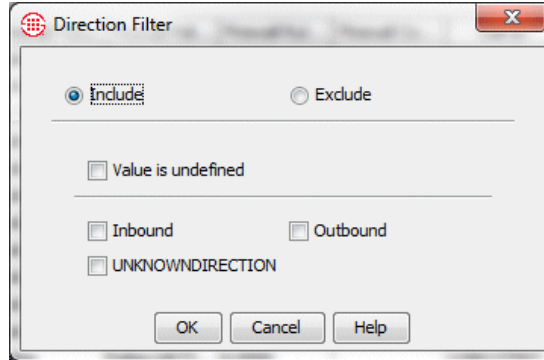 Direction Filter
Include Exclude
Value is undefined
Inbound Outbound
UNKNOWNDIRECTION
OK Cancel Help